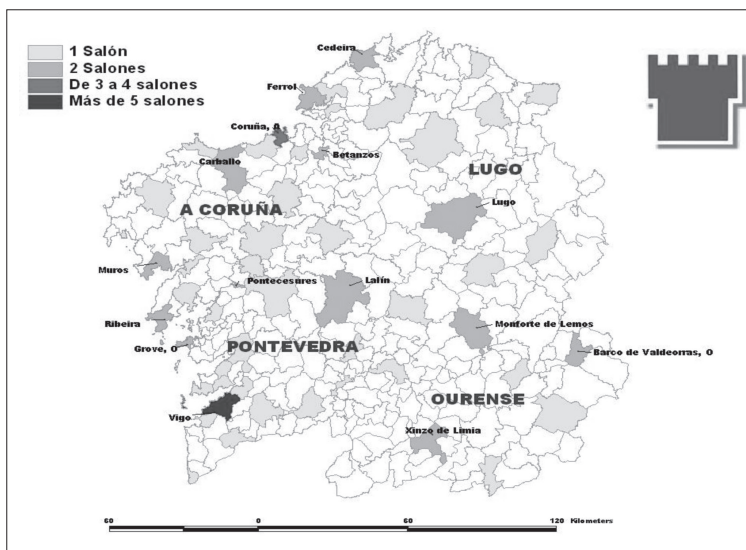 1 Salón
2 Salones
De 3 a 4 salones
Más de 5 salones
Cedeira
Ferrol
Coruña, A
Betanzos
Carballo
LUGO
Lugo
A CORUÑA
Muros
Pontecesures
Lalín
Ribeira
Monforte de Lemos
Grove, O
PONTEVEDRA
Barco de Valdeorras, O
OURENSE
Vigo
Xinzo de Limia
60 0 60 120 Kilometers